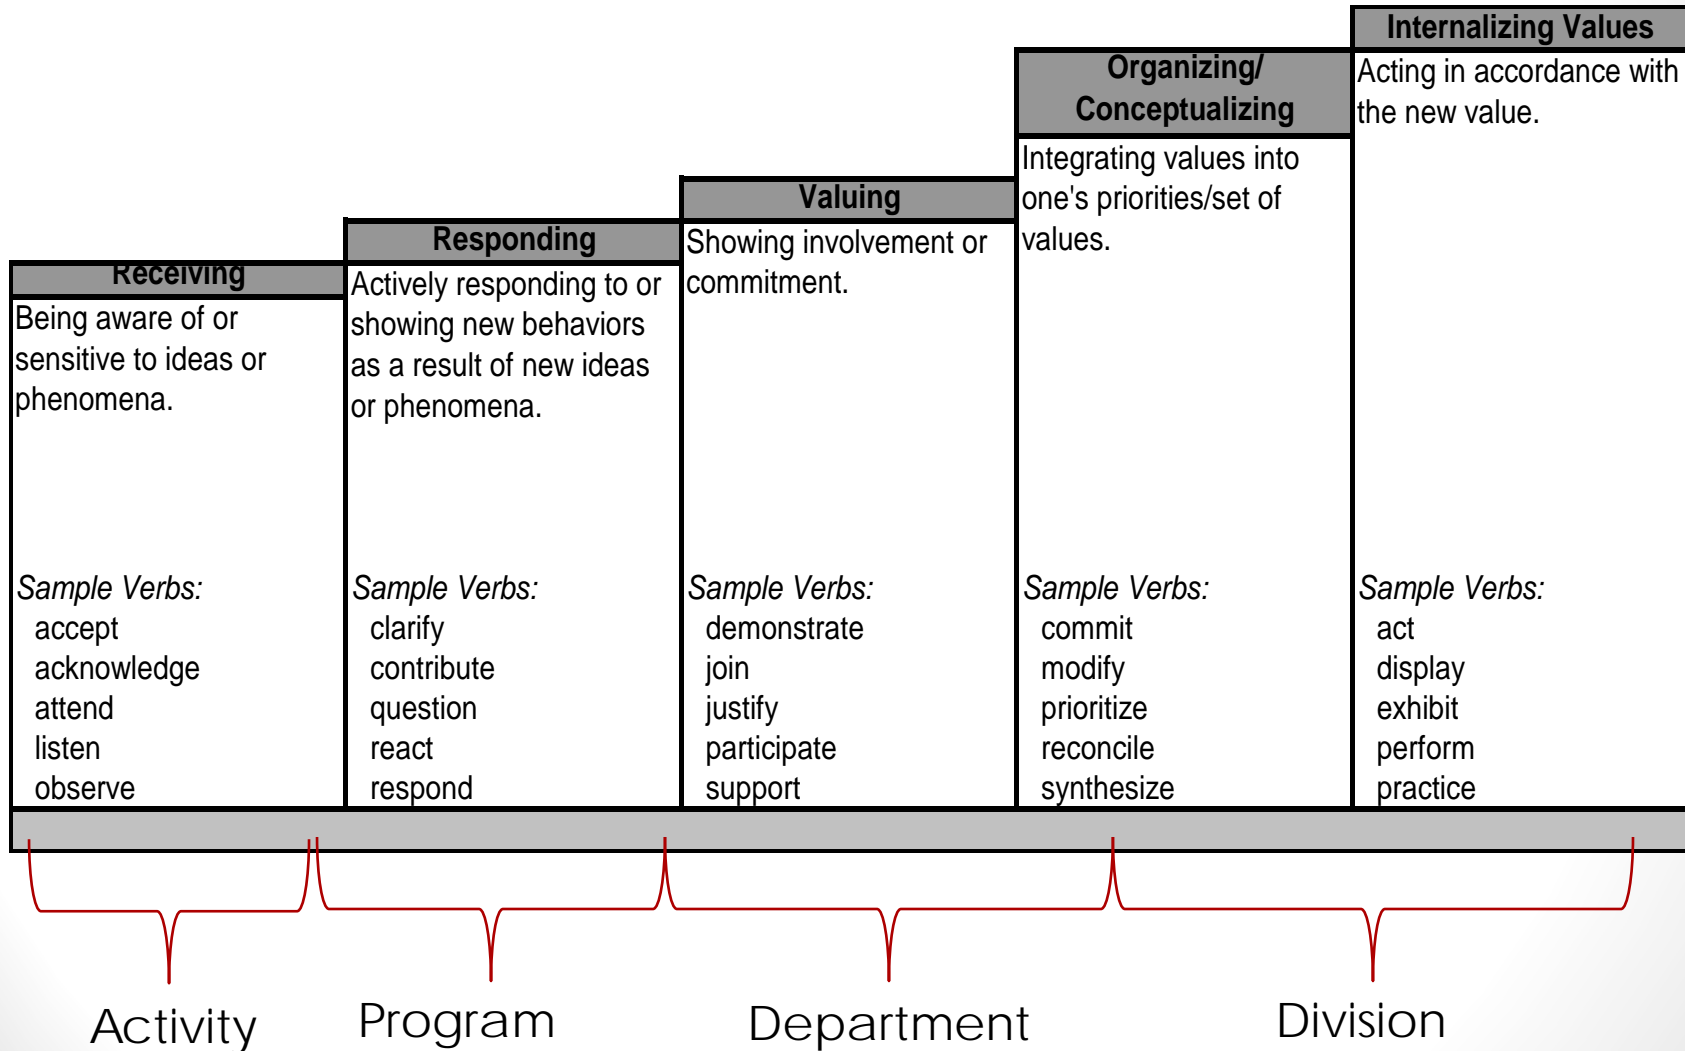 Receiving
Being aware of or
sensitive to ideas or
phenomena.
Sample Verbs:
accept
acknowledge
attend
listen
observe
Responding
Actively responding to or
showing new behaviors
as a result of new ideas
or phenomena.
Sample Verbs:
clarify
contribute
question
react
respond
Valuing
Showing involvement or
commitment.
Sample Verbs:
demonstrate
join
justify
participate
support
Organizing/
Conceptualizing
Integrating values into
one's priorities/set of
values.
Sample Verbs:
commit
modify
prioritize
reconcile
synthesize
Internalizing Values
Acting in accordance with
the new value.
Sample Verbs:
act
display
exhibit
perform
practice
Activity
Program
Department
Division